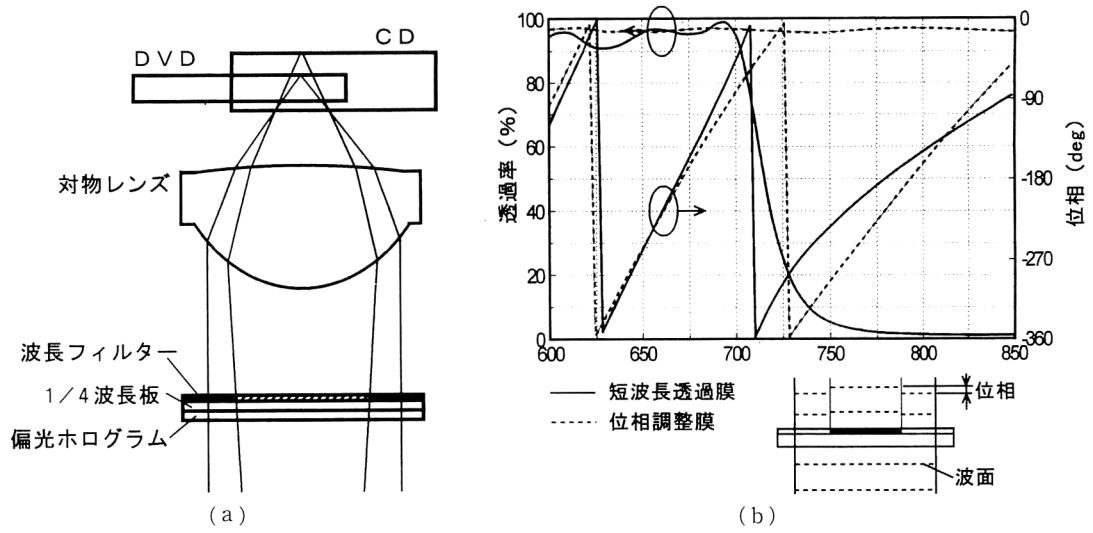 CD
DVD
対物レンズ
波長フィルター
1/4波長板
偏光ホログラム
(a)
100
80
60
40
20
0
透過率(%)
0
-90
-180
-270
-360
位相(deg)
600
650
700
750
800
850
短波長透過膜
位相調整膜
位相
波面
(b)